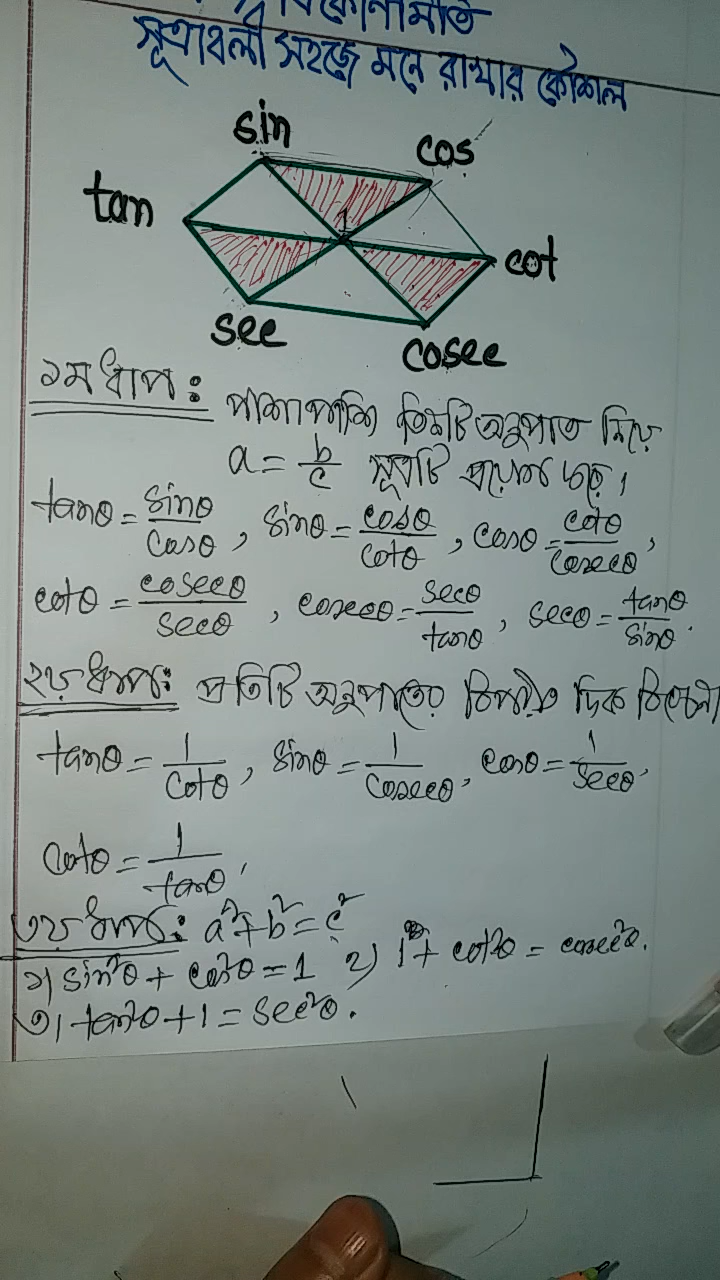 ত্রিকোণমিতি
সূত্রাবলী সহজে মনে রাখার কৌশল
sin cos
tan 1 cot
sec cosec
১ম ধাপ: পাশাপাশি তিনটি অনুপাত নিয়ে
a = b/c সূত্রটি প্রয়োগ করে।
tanθ = sinθ/cosθ, sinθ = cosθ/cotθ, cosθ = cotθ/cosecθ,
cotθ = cosecθ/secθ, cosecθ = secθ/tanθ, secθ = tanθ/sinθ.
২য় ধাপ: প্রতিটি অনুপাতের বিপরীত দিক
tanθ = 1/cotθ, sinθ = 1/cosecθ, cosθ = 1/secθ,
cotθ = 1/tanθ,
৩য় ধাপ: a² + b² = c²
১) sin²θ + cos²θ = 1 ২) 1² + cot²θ = cosec²θ.
৩) tan²θ + 1 = sec²θ.